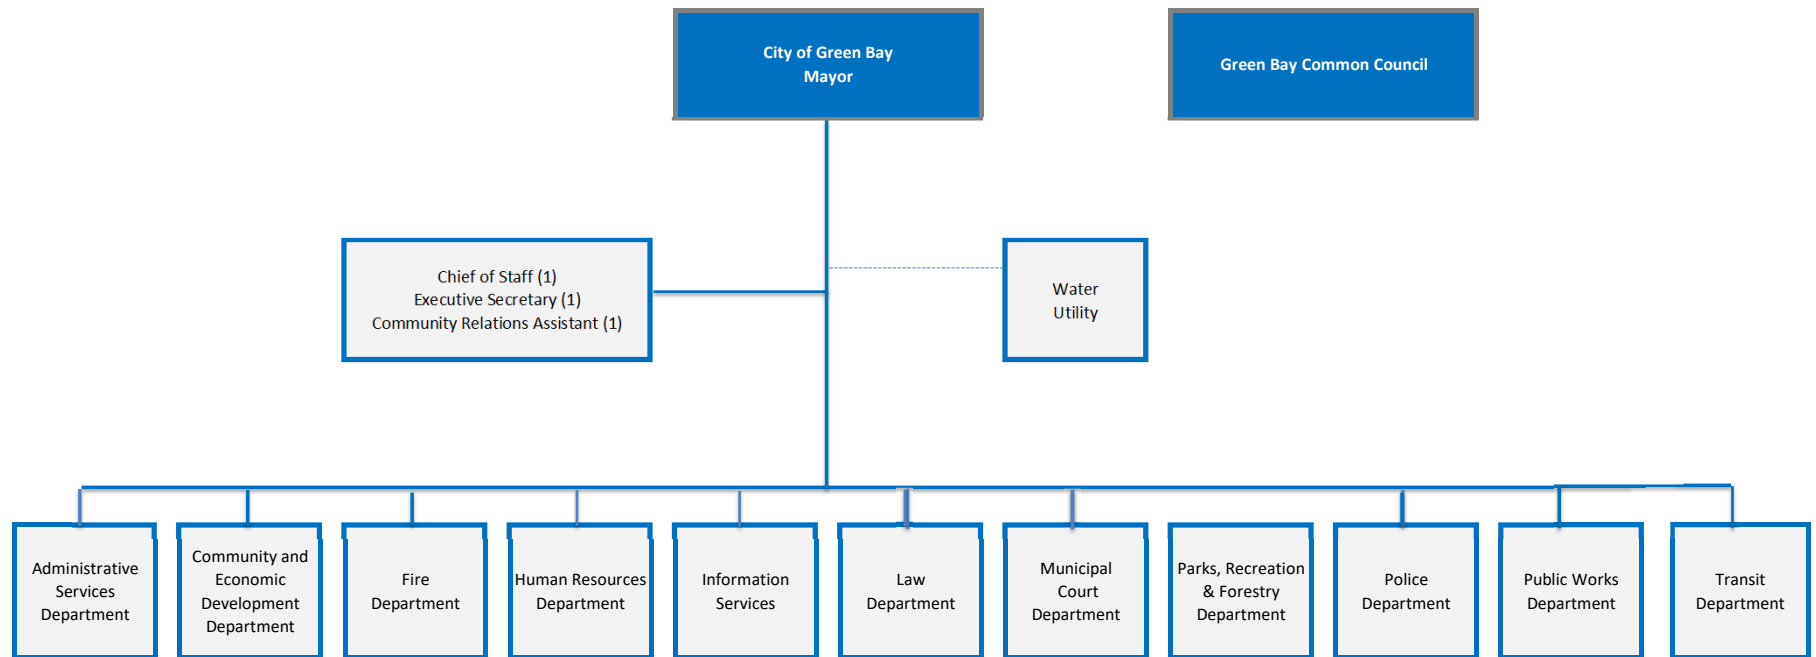 City of Green Bay
Mayor
Green Bay Common Council
Chief of Staff (1)
Executive Secretary (1)
Community Relations Assistant (1)
Water
Utility
Administrative
Services
Department
Community and
Economic
Development
Department
Fire
Department
Human Resources
Department
Information
Services
Law
Department
Municipal
Court
Department
Parks, Recreation
& Forestry
Department
Police
Department
Public Works
Department
Transit
Department